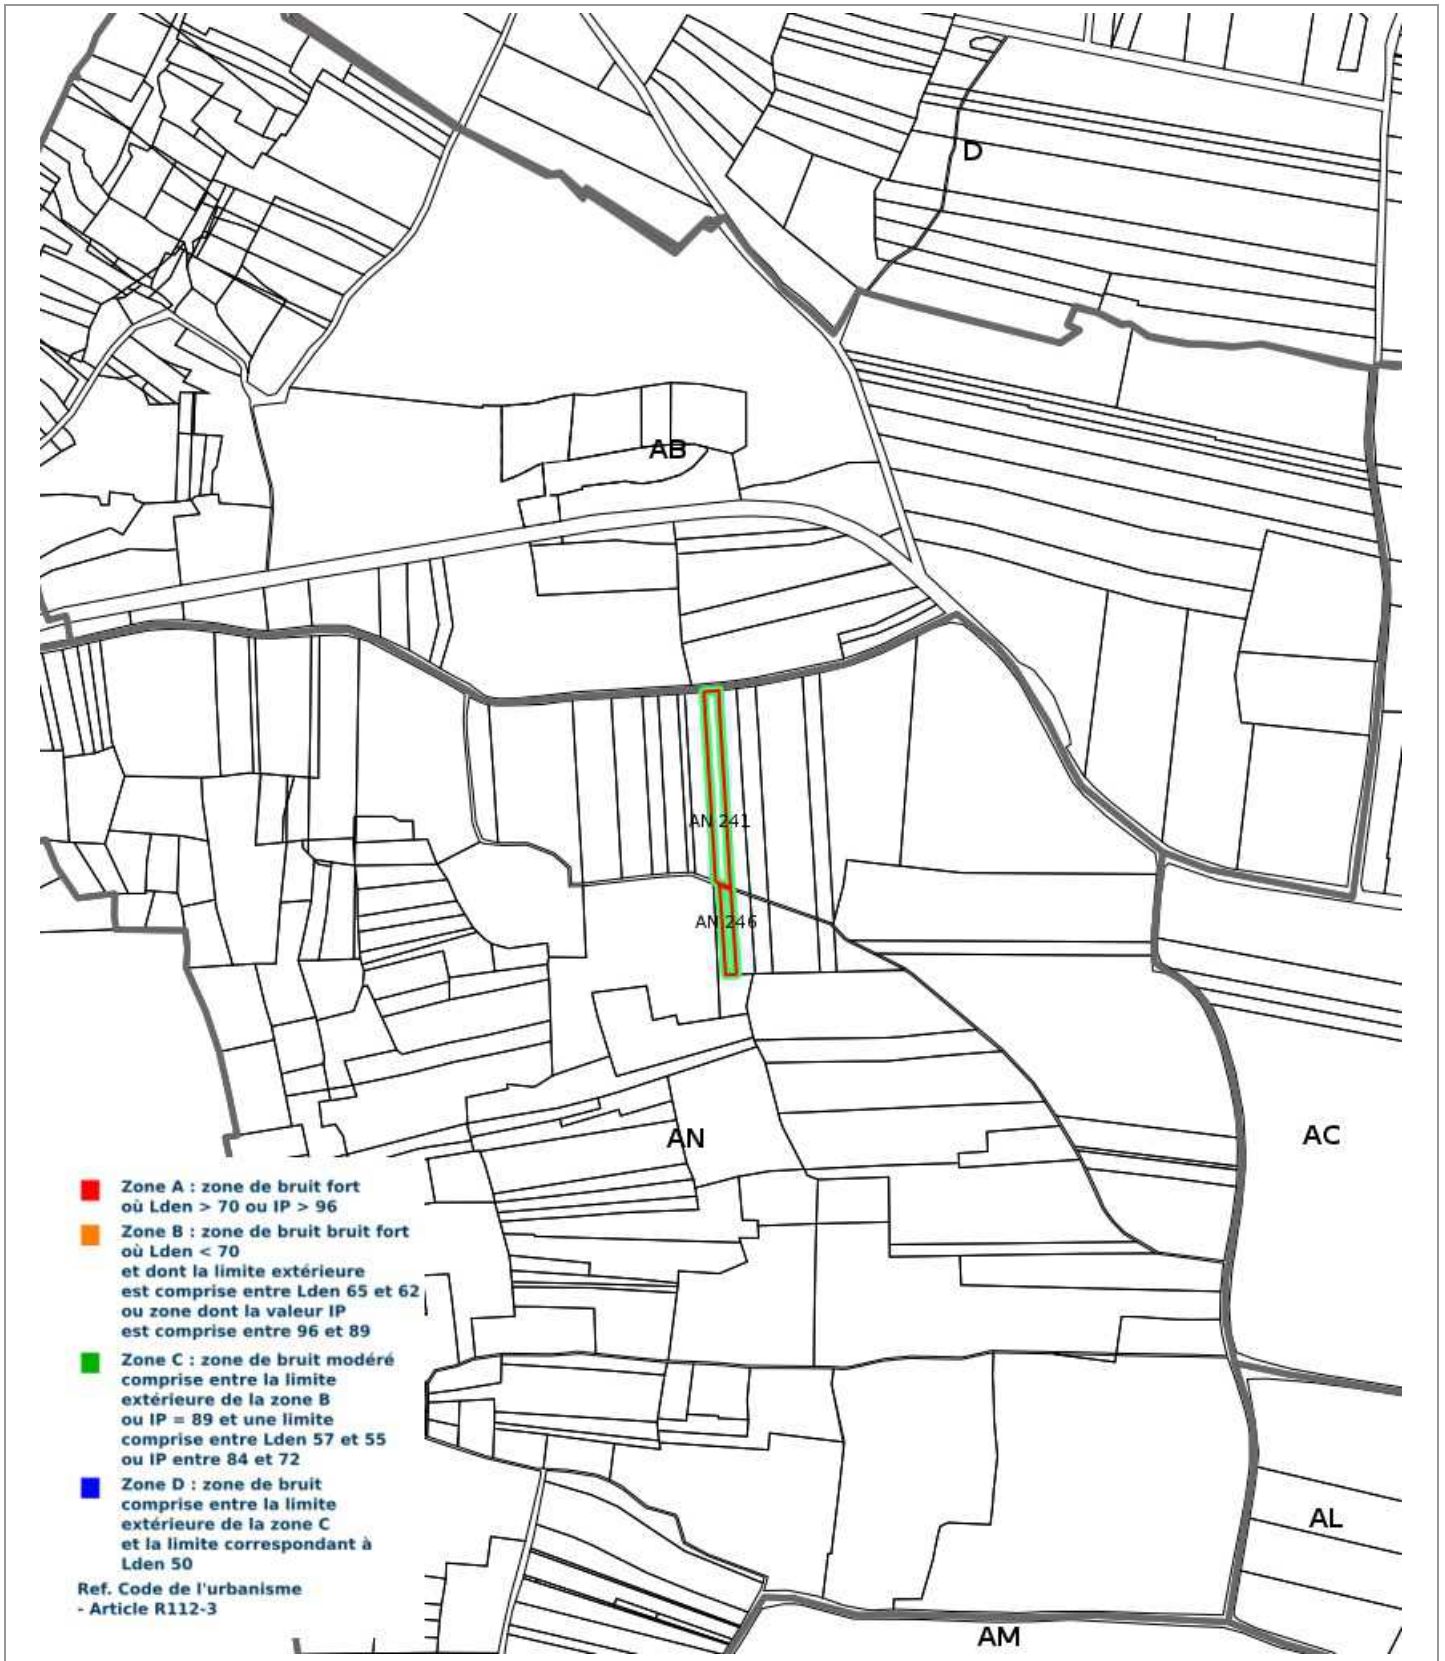 D
AB
AN 241
AN 246
AN
AC
Zone A : zone de bruit fort
où Lden > 70 ou IP > 96
Zone B : zone de bruit bruit fort
où Lden < 70
et dont la limite extérieure
est comprise entre Lden 65 et 62
ou zone dont la valeur IP
est comprise entre 96 et 89
Zone C : zone de bruit modéré
comprise entre la limite
extérieure de la zone B
ou IP = 89 et une limite
comprise entre Lden 57 et 55
ou IP entre 84 et 72
Zone D : zone de bruit
comprise entre la limite
extérieure de la zone C
et la limite correspondant à
Lden 50
Ref. Code de l'urbanisme
- Article R112-3
AL
AM